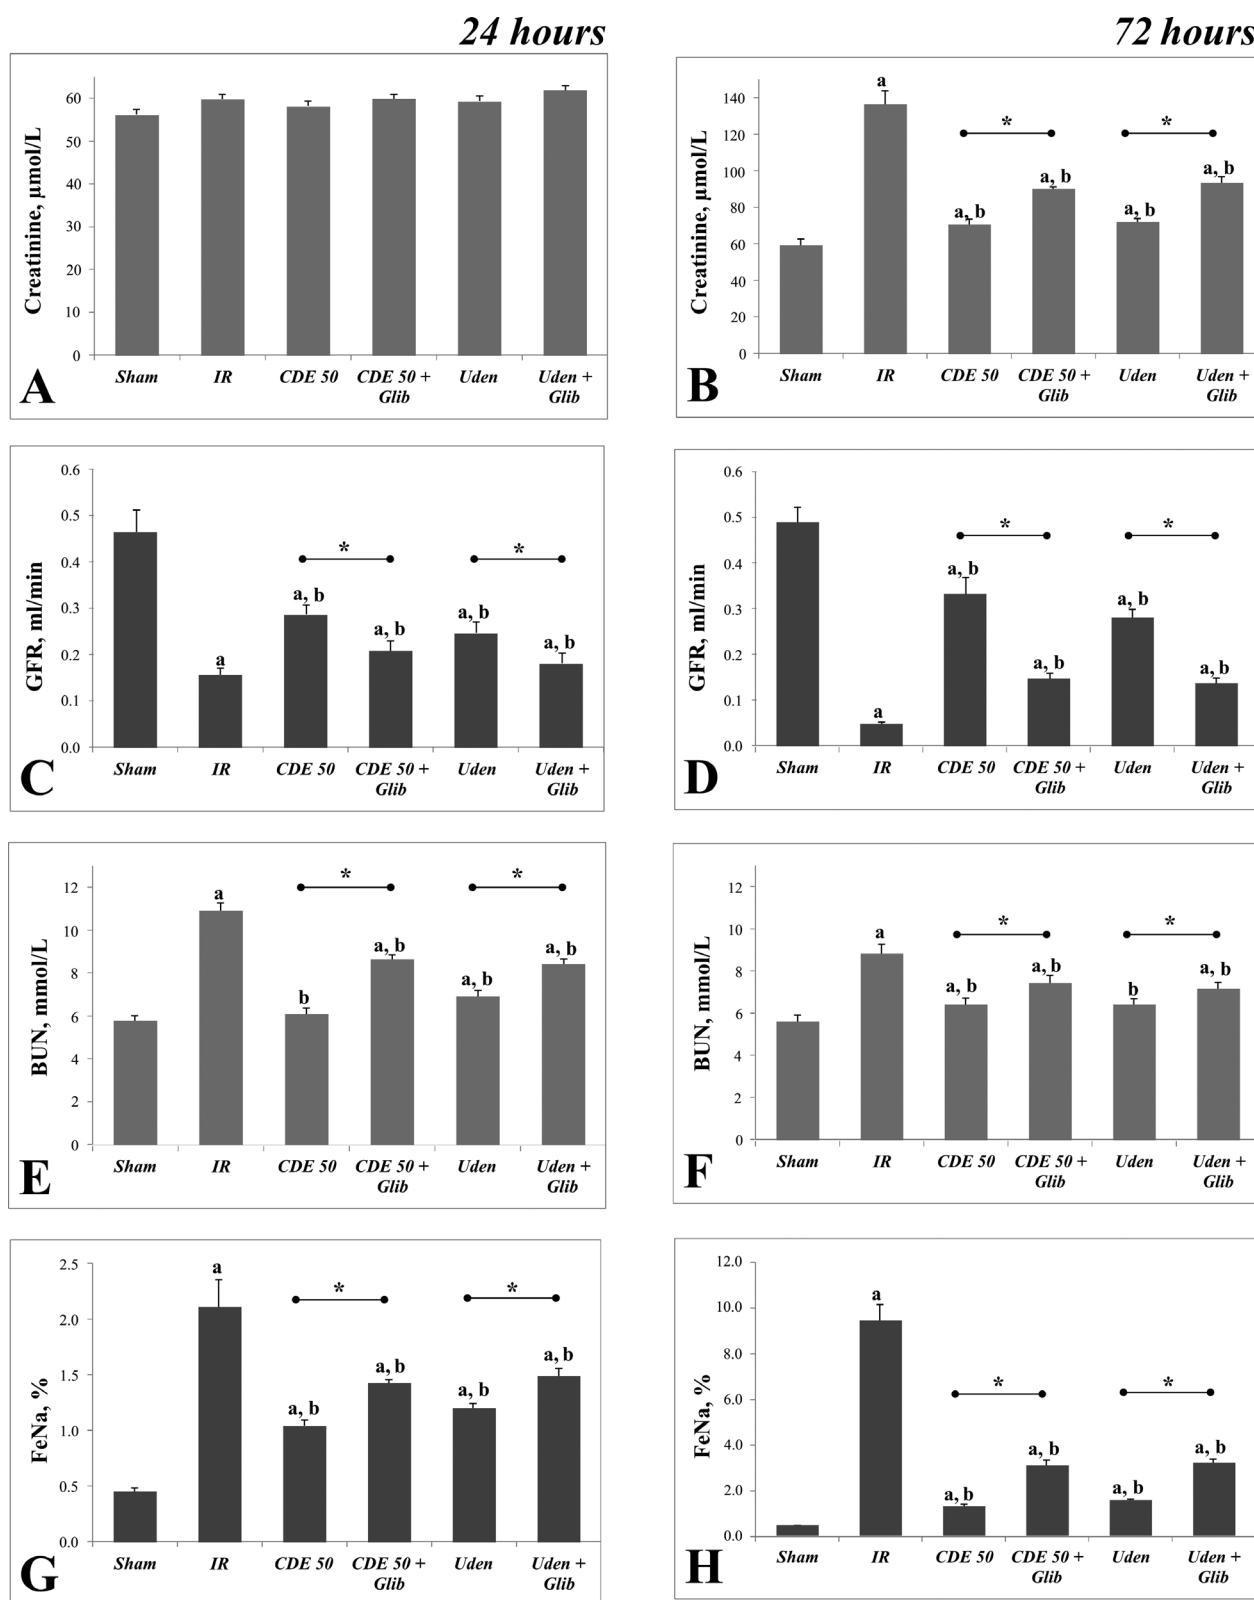 24 hours
72 hours
Creatinine, µmol/L
60
50
40
30
20
10
0
Sham IR CDE 50 CDE 50 + Glib Uden Uden + Glib
A
Creatinine, µmol/L
140
120
100
80
60
40
20
0
a
a, b
a, b
a, b
a, b
*
*
Sham IR CDE 50 CDE 50 + Glib Uden Uden + Glib
B
GFR, ml/min
0.6
0.5
0.4
0.3
0.2
0.1
0.0
a
a, b
a, b
a, b
a, b
*
*
Sham IR CDE 50 CDE 50 + Glib Uden Uden + Glib
C
GFR, ml/min
0.6
0.5
0.4
0.3
0.2
0.1
0.0
a
a, b
a, b
a, b
a, b
*
*
Sham IR CDE 50 CDE 50 + Glib Uden Uden + Glib
D
BUN, mmol/L
12
10
8
6
4
2
0
a
b
a, b
a, b
a, b
*
*
Sham IR CDE 50 CDE 50 + Glib Uden Uden + Glib
E
BUN, mmol/L
12
10
8
6
4
2
0
a
a, b
a, b
b
a, b
*
*
Sham IR CDE 50 CDE 50 + Glib Uden Uden + Glib
F
FeNa, %
2.5
2.0
1.5
1.0
0.5
0.0
a
a, b
a, b
a, b
a, b
*
*
Sham IR CDE 50 CDE 50 + Glib Uden Uden + Glib
G
FeNa, %
12.0
10.0
8.0
6.0
4.0
2.0
0.0
a
a, b
a, b
a, b
a, b
*
*
Sham IR CDE 50 CDE 50 + Glib Uden Uden + Glib
H